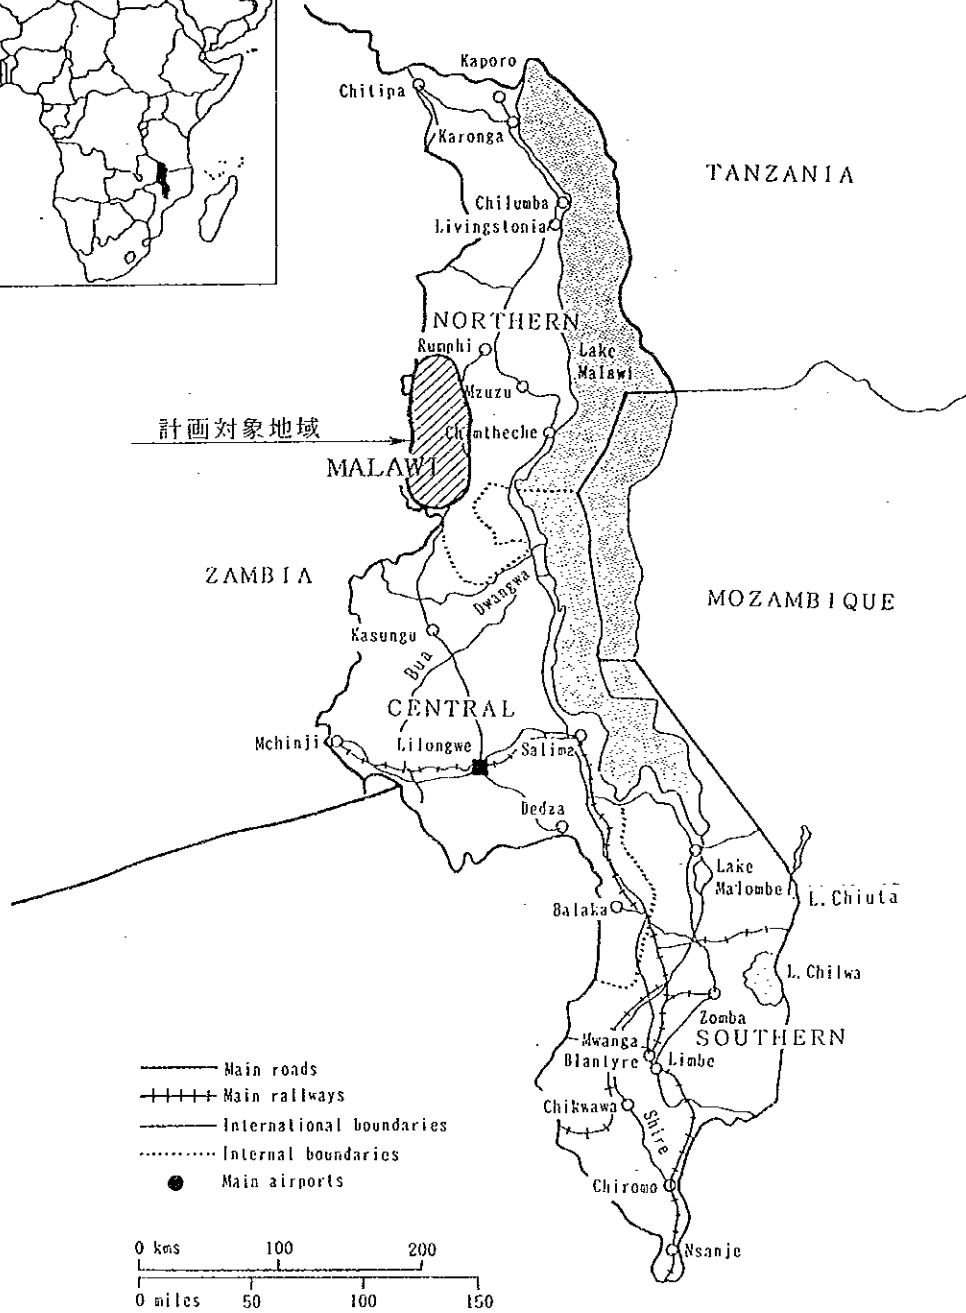 Kaporo
Chitipa
Karonga
TANZANIA
Chilumba
Livingstonia
NORTHERN
Rumphi
Lake
Malawi
Mzuzu
計画対象地域
Chintheche
MALAWI
ZAMBIA
Dwangwa
MOZAMBIQUE
Kasungu
Bua
CENTRAL
Mchinji
Lilongwe
Salima
Dedza
Lake
Malombe
L. Chiuta
Balaka
L. Chilwa
Zomba
SOUTHERN
Mwanga
Blantyre
Limbe
Chikwawa
Shire
Chiromo
Nsanje
Main roads
Main railways
International boundaries
Internal boundaries
Main airports
0 kms 100 200
0 miles 50 100 150